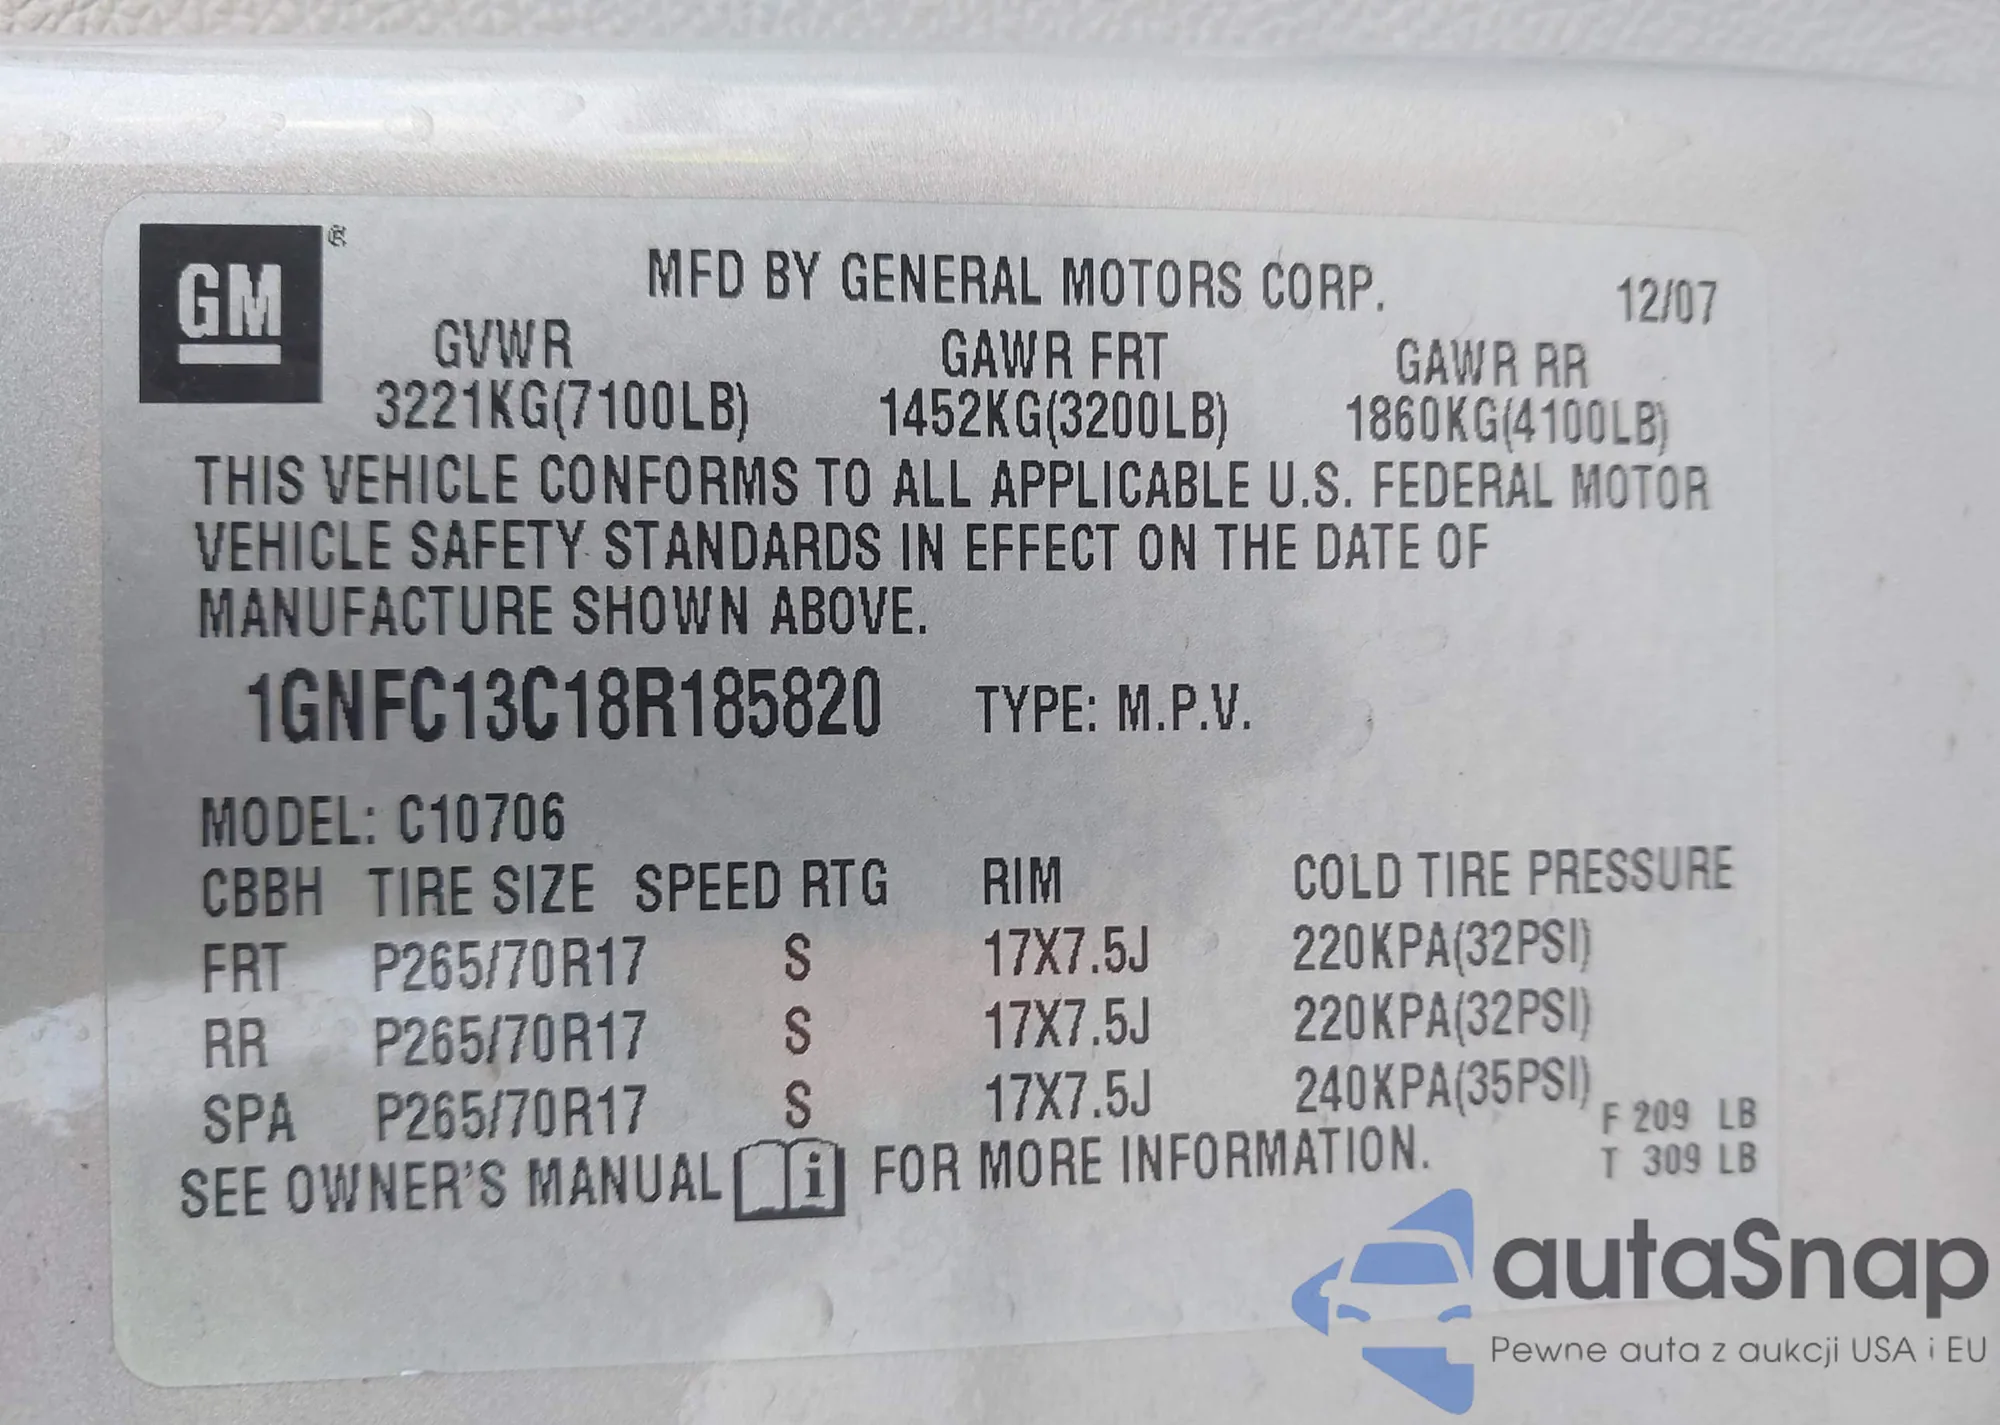 GM ®
MFD BY GENERAL MOTORS CORP. 12/07
GVWR GAWR FRT GAWR RR
3221KG(7100LB) 1452KG(3200LB) 1860KG(4100LB)
THIS VEHICLE CONFORMS TO ALL APPLICABLE U.S. FEDERAL MOTOR
VEHICLE SAFETY STANDARDS IN EFFECT ON THE DATE OF
MANUFACTURE SHOWN ABOVE.
1GNFC13C18R185820 TYPE: M.P.V.
MODEL: C10706
CBBH TIRE SIZE SPEED RTG RIM COLD TIRE PRESSURE
FRT P265/70R17 S 17X7.5J 220KPA(32PSI)
RR P265/70R17 S 17X7.5J 220KPA(32PSI)
SPA P265/70R17 S 17X7.5J 240KPA(35PSI)
F 209 LB
T 309 LB
SEE OWNER'S MANUAL i FOR MORE INFORMATION.
autaSnap
Pewne auta z aukcji USA i EU